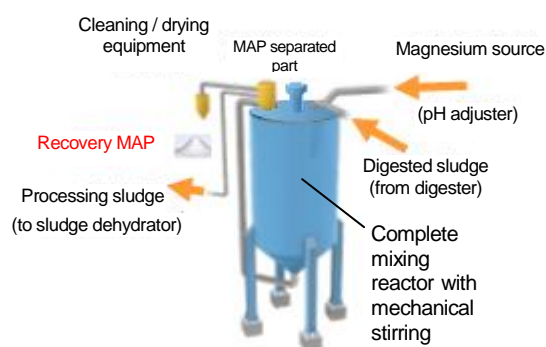 Cleaning / drying
equipment
MAP separated
part
Magnesium source
(pH adjuster)
Recovery MAP
Digested sludge
(from digester)
Processing sludge
(to sludge dehydrator)
Complete
mixing
reactor with
mechanical
stirring